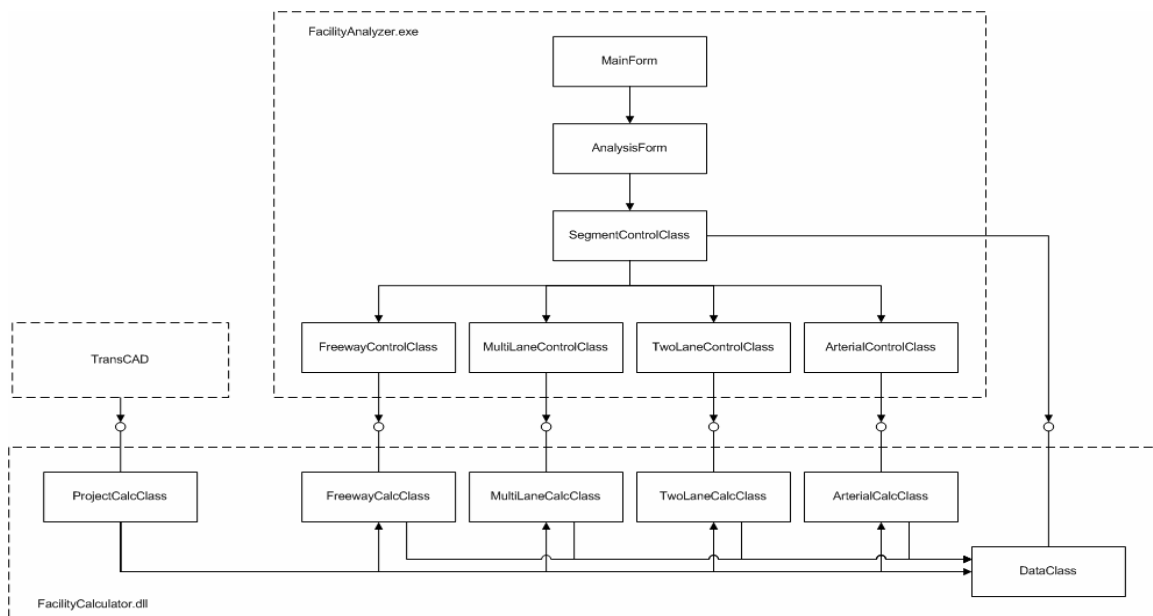 FacilityAnalyzer.exe
MainForm
AnalysisForm
SegmentControlClass
FreewayControlClass
MultiLaneControlClass
TwoLaneControlClass
ArterialControlClass
TransCAD
ProjectCalcClass
FreewayCalcClass
MultiLaneCalcClass
TwoLaneCalcClass
ArterialCalcClass
DataClass
FacilityCalculator.dll